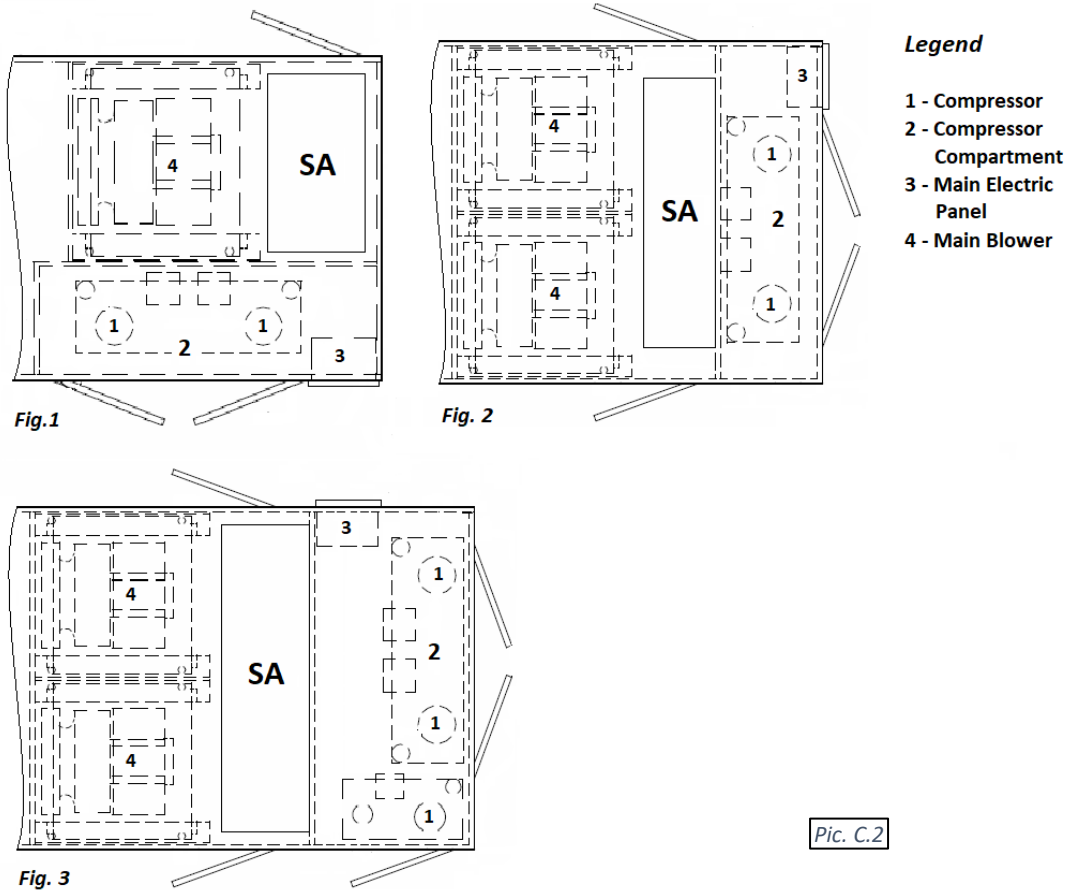 Legend
1 - Compressor
2 - Compressor
Compartment
3 - Main Electric
Panel
4 - Main Blower
4
SA
1
1
2
3
Fig.1
3
4
1
SA
2
4
1
Fig. 2
3
4
1
SA
2
4
1
1
Fig. 3
Pic. C.2